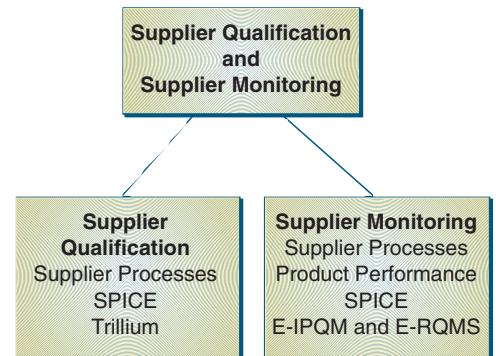 Supplier Qualification
and
Supplier Monitoring
Supplier
Qualification
Supplier Processes
SPICE
Trillium
Supplier Monitoring
Supplier Processes
Product Performance
SPICE
E-IPQM and E-RQMS